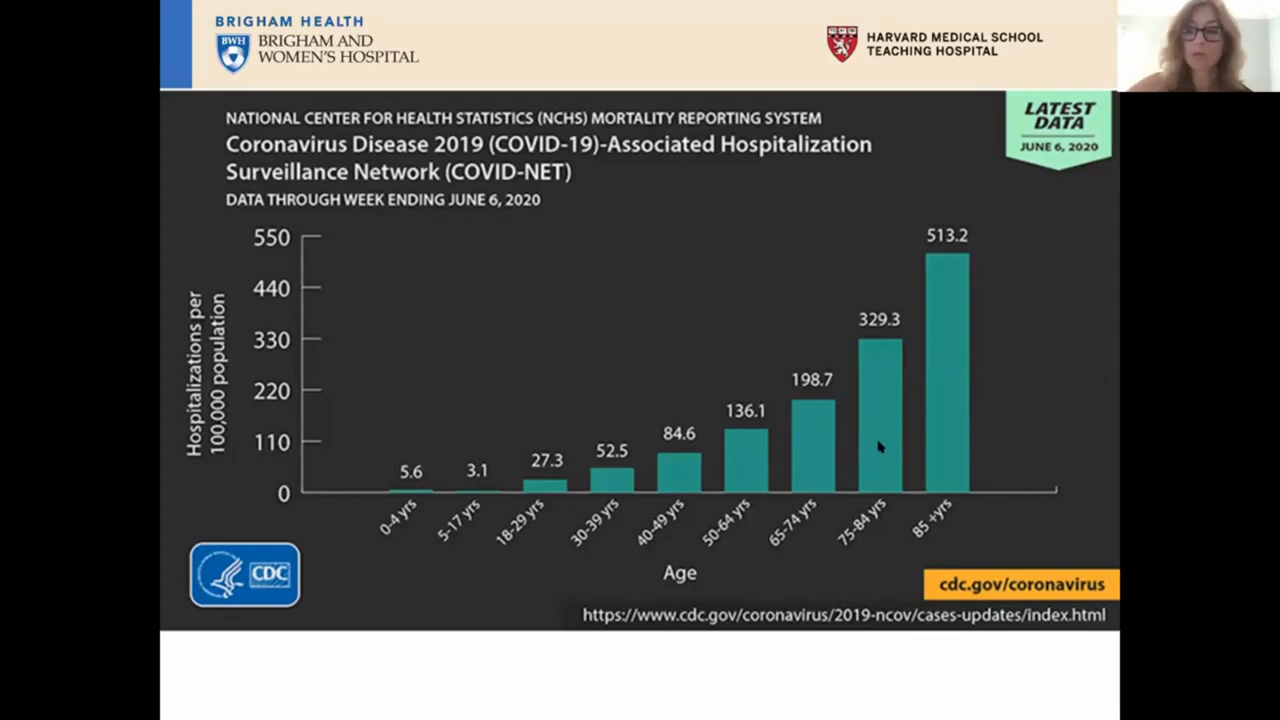 BRIGHAM HEALTH
BWH
BRIGHAM AND
WOMEN'S HOSPITAL
HARVARD MEDICAL SCHOOL
TEACHING HOSPITAL
NATIONAL CENTER FOR HEALTH STATISTICS (NCHS) MORTALITY REPORTING SYSTEM
Coronavirus Disease 2019 (COVID-19)-Associated Hospitalization
Surveillance Network (COVID-NET)
DATA THROUGH WEEK ENDING JUNE 6, 2020
LATEST
DATA
JUNE 6, 2020
Hospitalizations per
100,000 population
550
440
330
220
110
0
5.6
3.1
27.3
52.5
84.6
136.1
198.7
329.3
513.2
0-4 yrs
5-17 yrs
18-29 yrs
30-39 yrs
40-49 yrs
50-64 yrs
65-74 yrs
75-84 yrs
85 +yrs
Age
CDC
cdc.gov/coronavirus
https://www.cdc.gov/coronavirus/2019-ncov/cases-updates/index.html